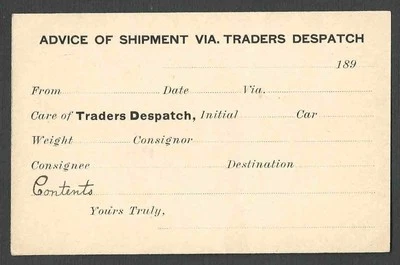 ADVICE OF SHIPMENT VIA. TRADERS DESPATCH
189
From Date Via.
Care of Traders Despatch, Initial Car
Weight Consignor
Consignee Destination
Contents
Yours Truly,